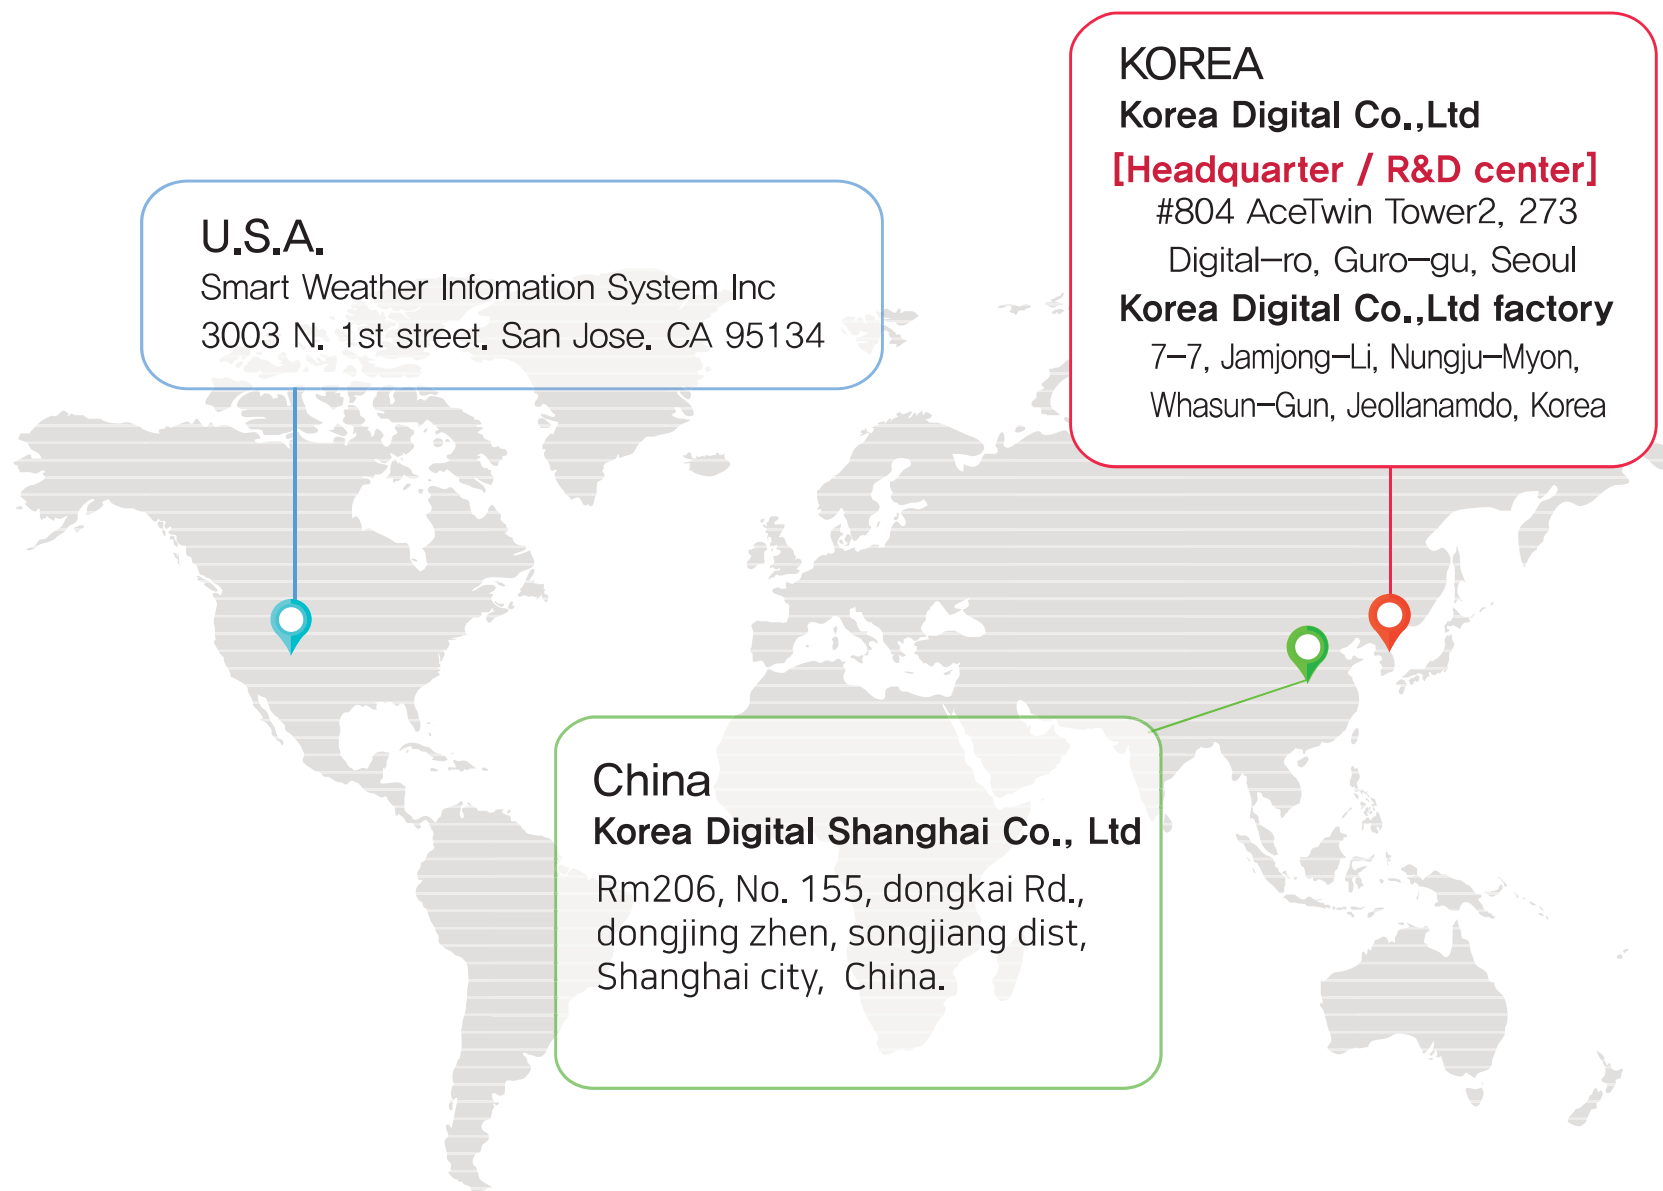 U.S.A.
Smart Weather Infomation System Inc
3003 N. 1st street. San Jose. CA 95134
KOREA
Korea Digital Co.,Ltd
[Headquarter / R&D center]
#804 AceTwin Tower2, 273
Digital-ro, Guro-gu, Seoul
Korea Digital Co.,Ltd factory
7-7, Jamjong-Li, Nungju-Myon,
Whasun-Gun, Jeollanamdo, Korea
China
Korea Digital Shanghai Co., Ltd
Rm206, No. 155, dongkai Rd.,
dongjing zhen, songjiang dist,
Shanghai city, China.